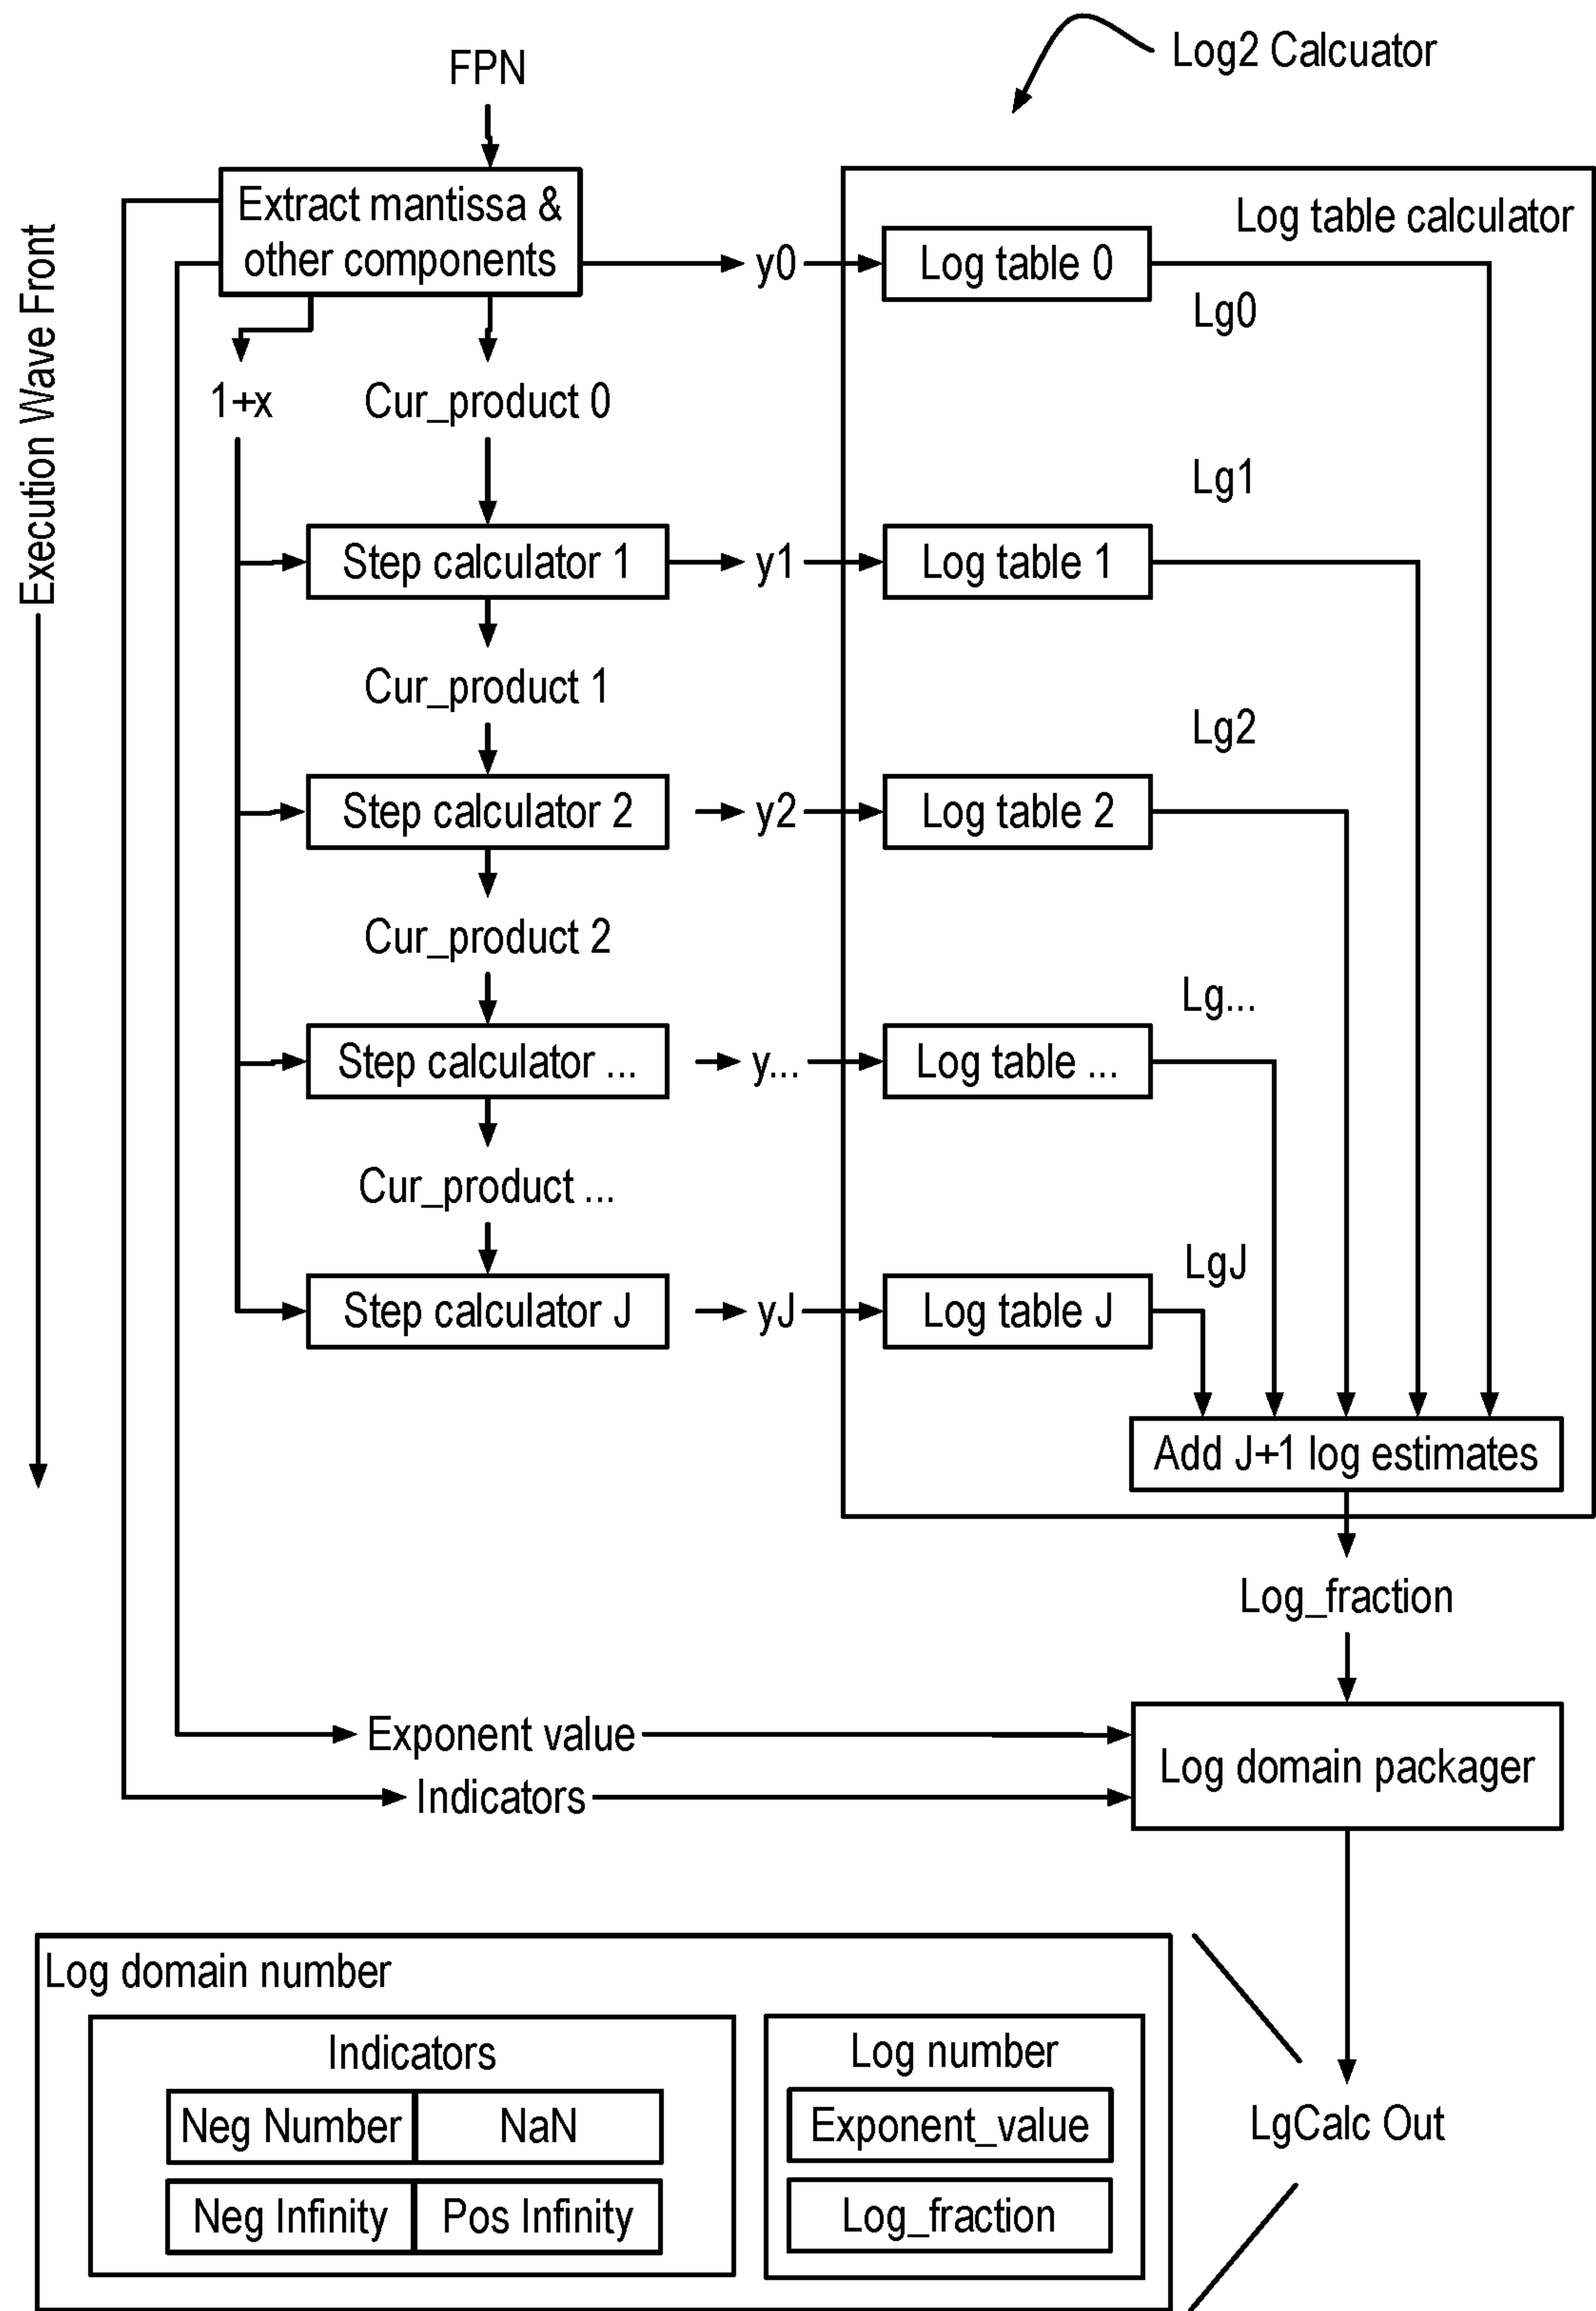 FPN
Log2 Calcuator
Execution Wave Front
Extract mantissa &
other components
Log table calculator
y0
Log table 0
Lg0
1+x
Cur_product 0
Lg1
Step calculator 1
y1
Log table 1
Cur_product 1
Lg2
Step calculator 2
y2
Log table 2
Cur_product 2
Lg...
Step calculator ...
y...
Log table ...
Cur_product ...
LgJ
Step calculator J
yJ
Log table J
Add J+1 log estimates
Log_fraction
Exponent value
Log domain packager
Indicators
Log domain number
Indicators
Neg Number
NaN
Neg Infinity
Pos Infinity
Log number
Exponent_value
Log_fraction
LgCalc Out